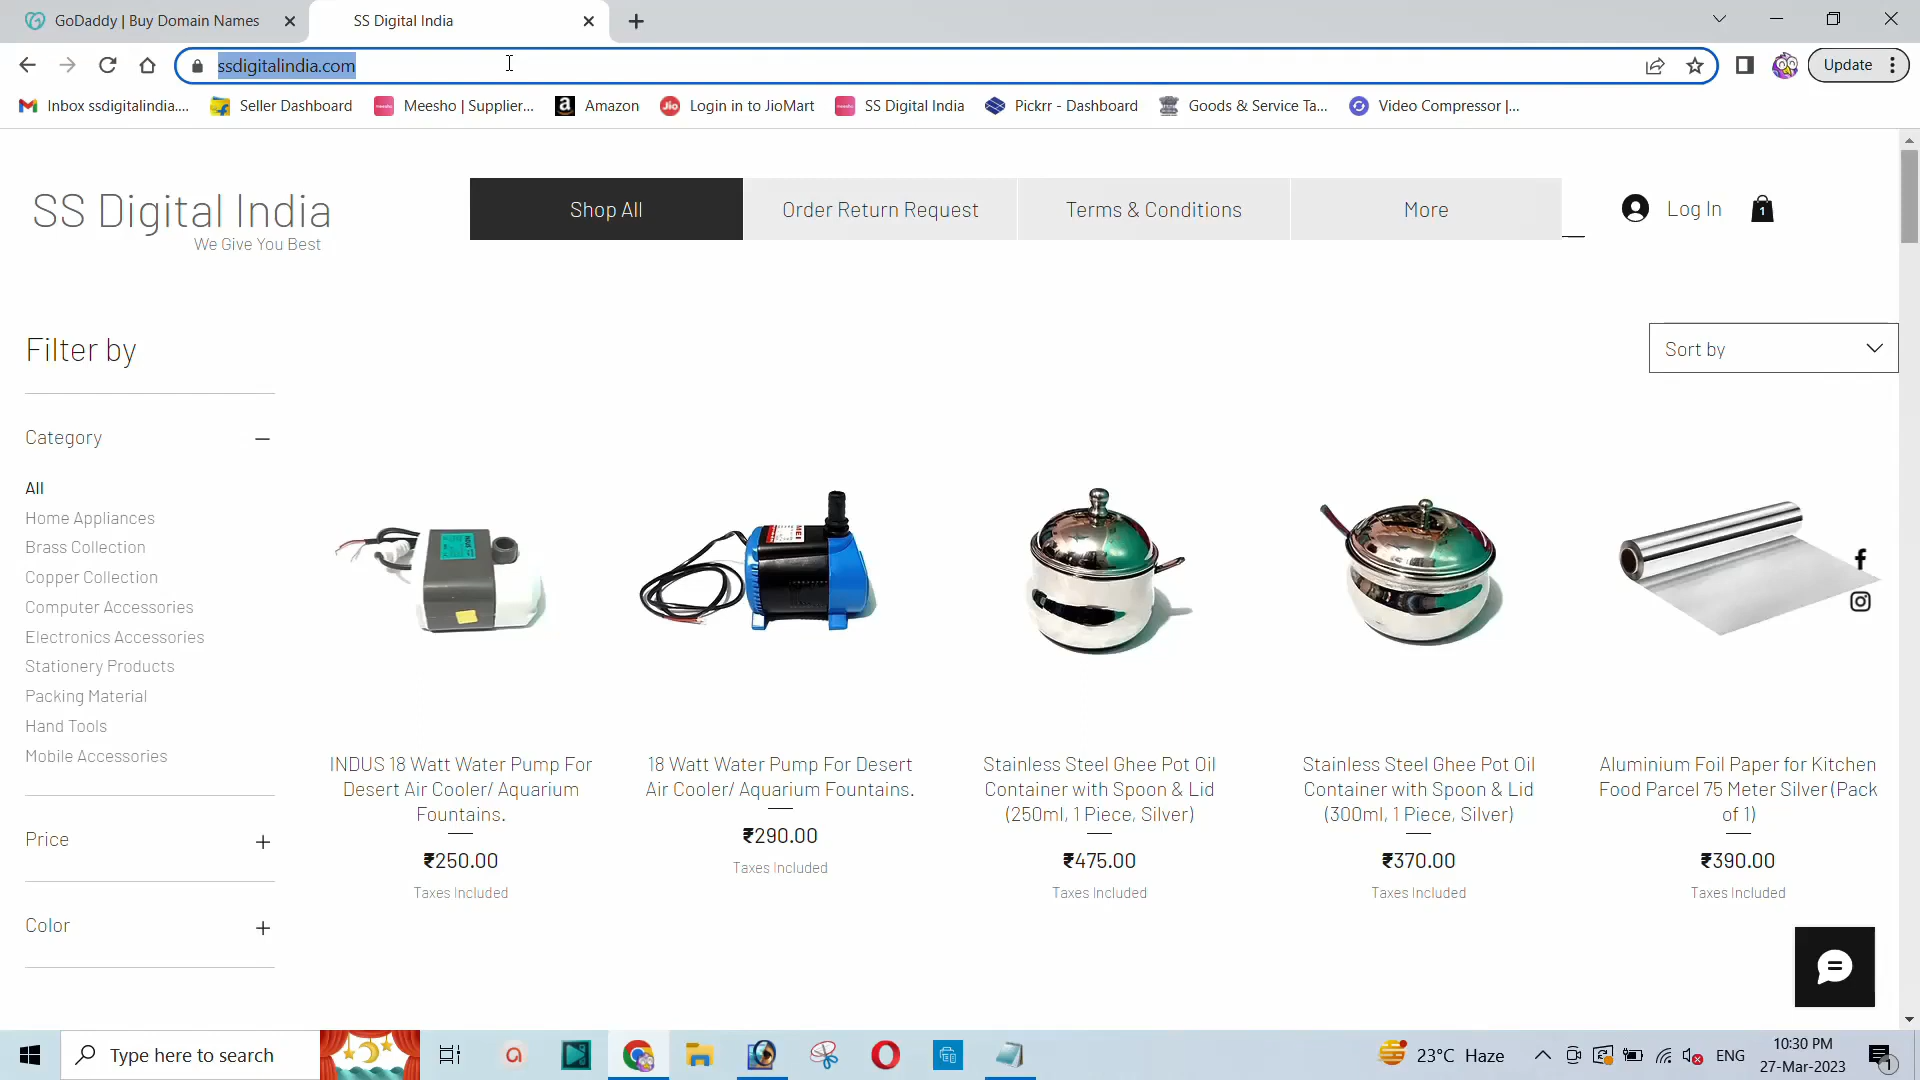 GoDaddy | Buy Domain Names
SS Digital India
ssdigitalindia.com
Update
Inbox ssdigitalindia....
Seller Dashboard
Meesho | Supplier...
Amazon
Login in to JioMart
SS Digital India
Pickrr - Dashboard
Goods & Service Ta...
Video Compressor |...
SS Digital India
We Give You Best
Shop All
Order Return Request
Terms & Conditions
More
Log In
1
Filter by
Sort by
Category
All
Home Appliances
Brass Collection
Copper Collection
Computer Accessories
Electronics Accessories
Stationery Products
Packing Material
Hand Tools
Mobile Accessories
Price
Color
INDUS 18 Watt Water Pump For
Desert Air Cooler/ Aquarium
Fountains.
₹250.00
Taxes Included
18 Watt Water Pump For Desert
Air Cooler/ Aquarium Fountains.
₹290.00
Taxes Included
Stainless Steel Ghee Pot Oil
Container with Spoon & Lid
(250ml, 1 Piece, Silver)
₹475.00
Taxes Included
Stainless Steel Ghee Pot Oil
Container with Spoon & Lid
(300ml, 1 Piece, Silver)
₹370.00
Taxes Included
Aluminium Foil Paper for Kitchen
Food Parcel 75 Meter Silver (Pack
of 1)
₹390.00
Taxes Included
Type here to search
23°C Haze
ENG
10:30 PM
27-Mar-2023
1